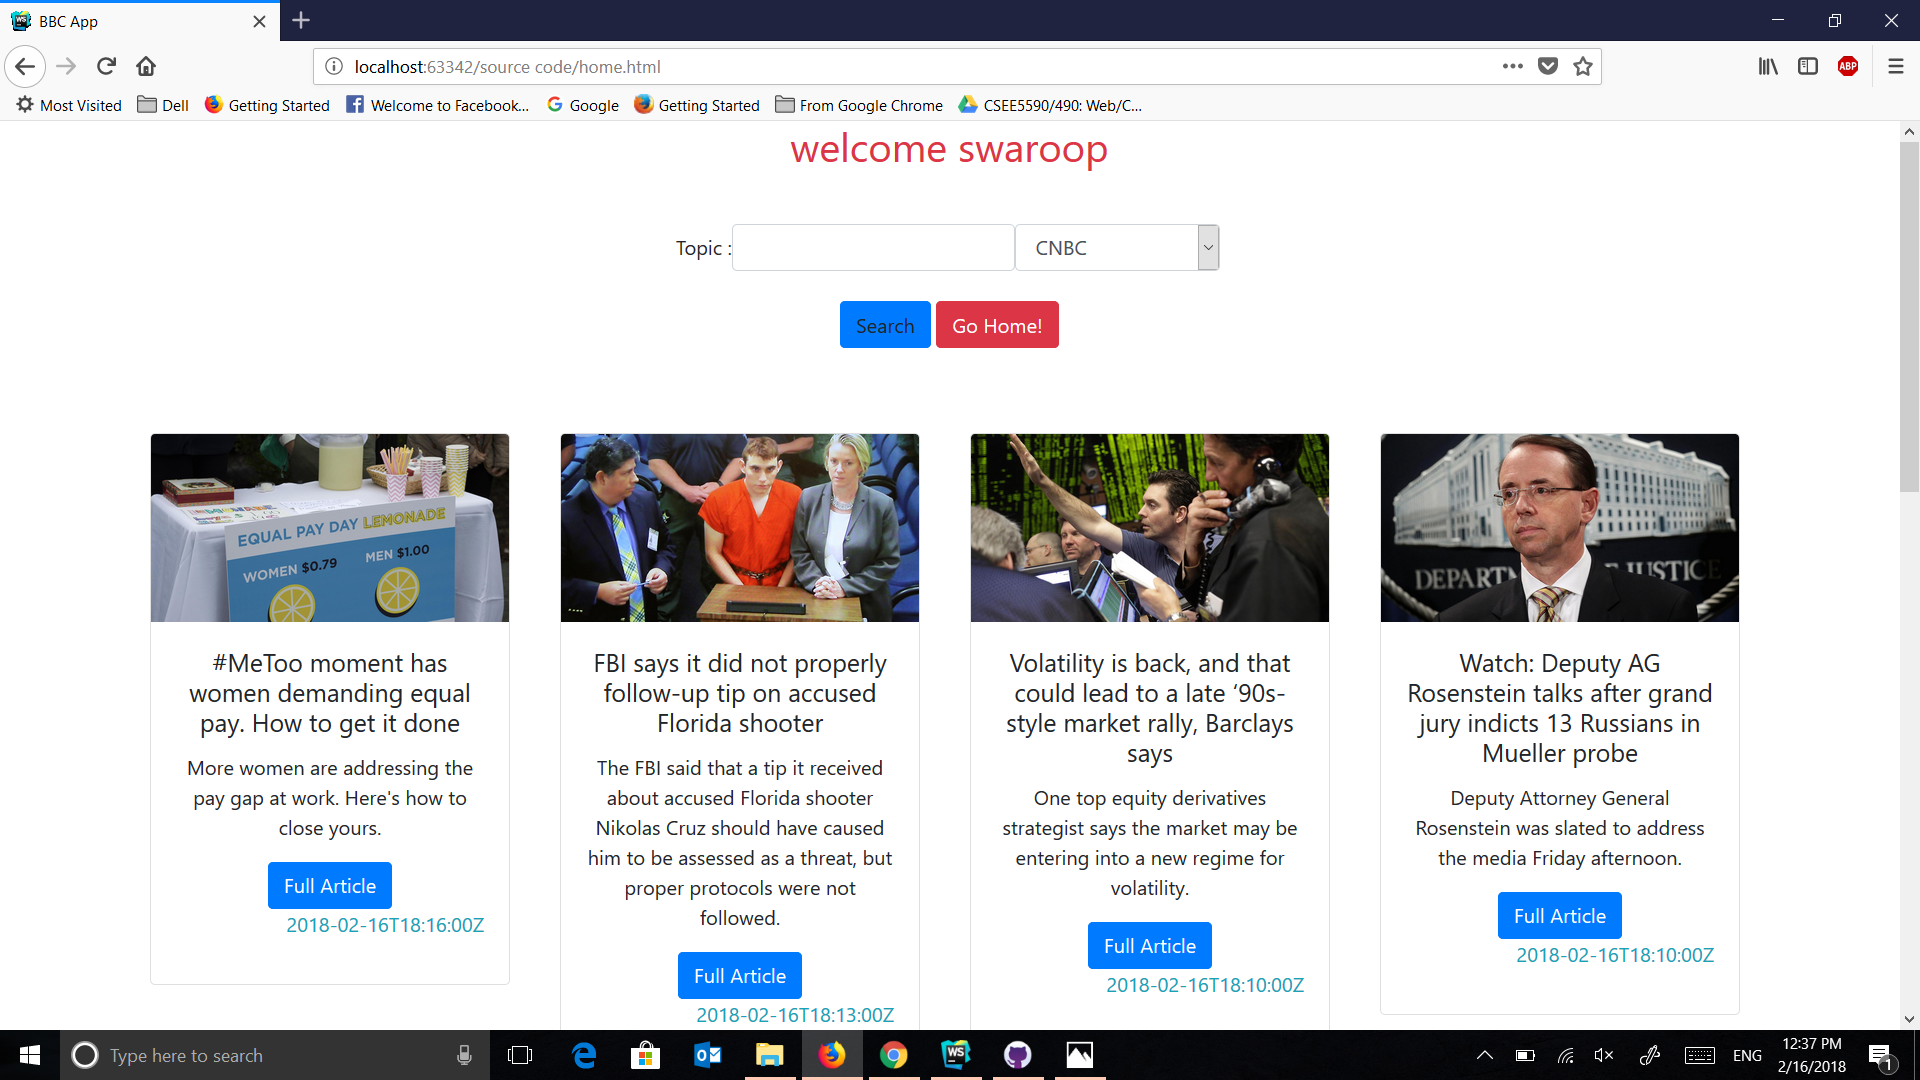 BBC App
localhost:63342/source code/home.html
ABP
Most Visited
Dell
Getting Started
Welcome to Facebook...
Google
Getting Started
From Google Chrome
CSEE5590/490: Web/C...
welcome swaroop
Topic :
CNBC
Search
Go Home!
EQUAL PAY DAY LEMONADE
WOMEN $0.79
MEN $1.00
#MeToo moment has
women demanding equal
pay. How to get it done
More women are addressing the
pay gap at work. Here's how to
close yours.
Full Article
2018-02-16T18:16:00Z
FBI says it did not properly
follow-up tip on accused
Florida shooter
The FBI said that a tip it received
about accused Florida shooter
Nikolas Cruz should have caused
him to be assessed as a threat, but
proper protocols were not
followed.
Full Article
2018-02-16T18:13:00Z
Volatility is back, and that
could lead to a late ‘90s-
style market rally, Barclays
says
One top equity derivatives
strategist says the market may be
entering into a new regime for
volatility.
Full Article
2018-02-16T18:10:00Z
DEPART JUSTICE
Watch: Deputy AG
Rosenstein talks after grand
jury indicts 13 Russians in
Mueller probe
Deputy Attorney General
Rosenstein was slated to address
the media Friday afternoon.
Full Article
2018-02-16T18:10:00Z
Type here to search
WS
ENG
12:37 PM
2/16/2018
1